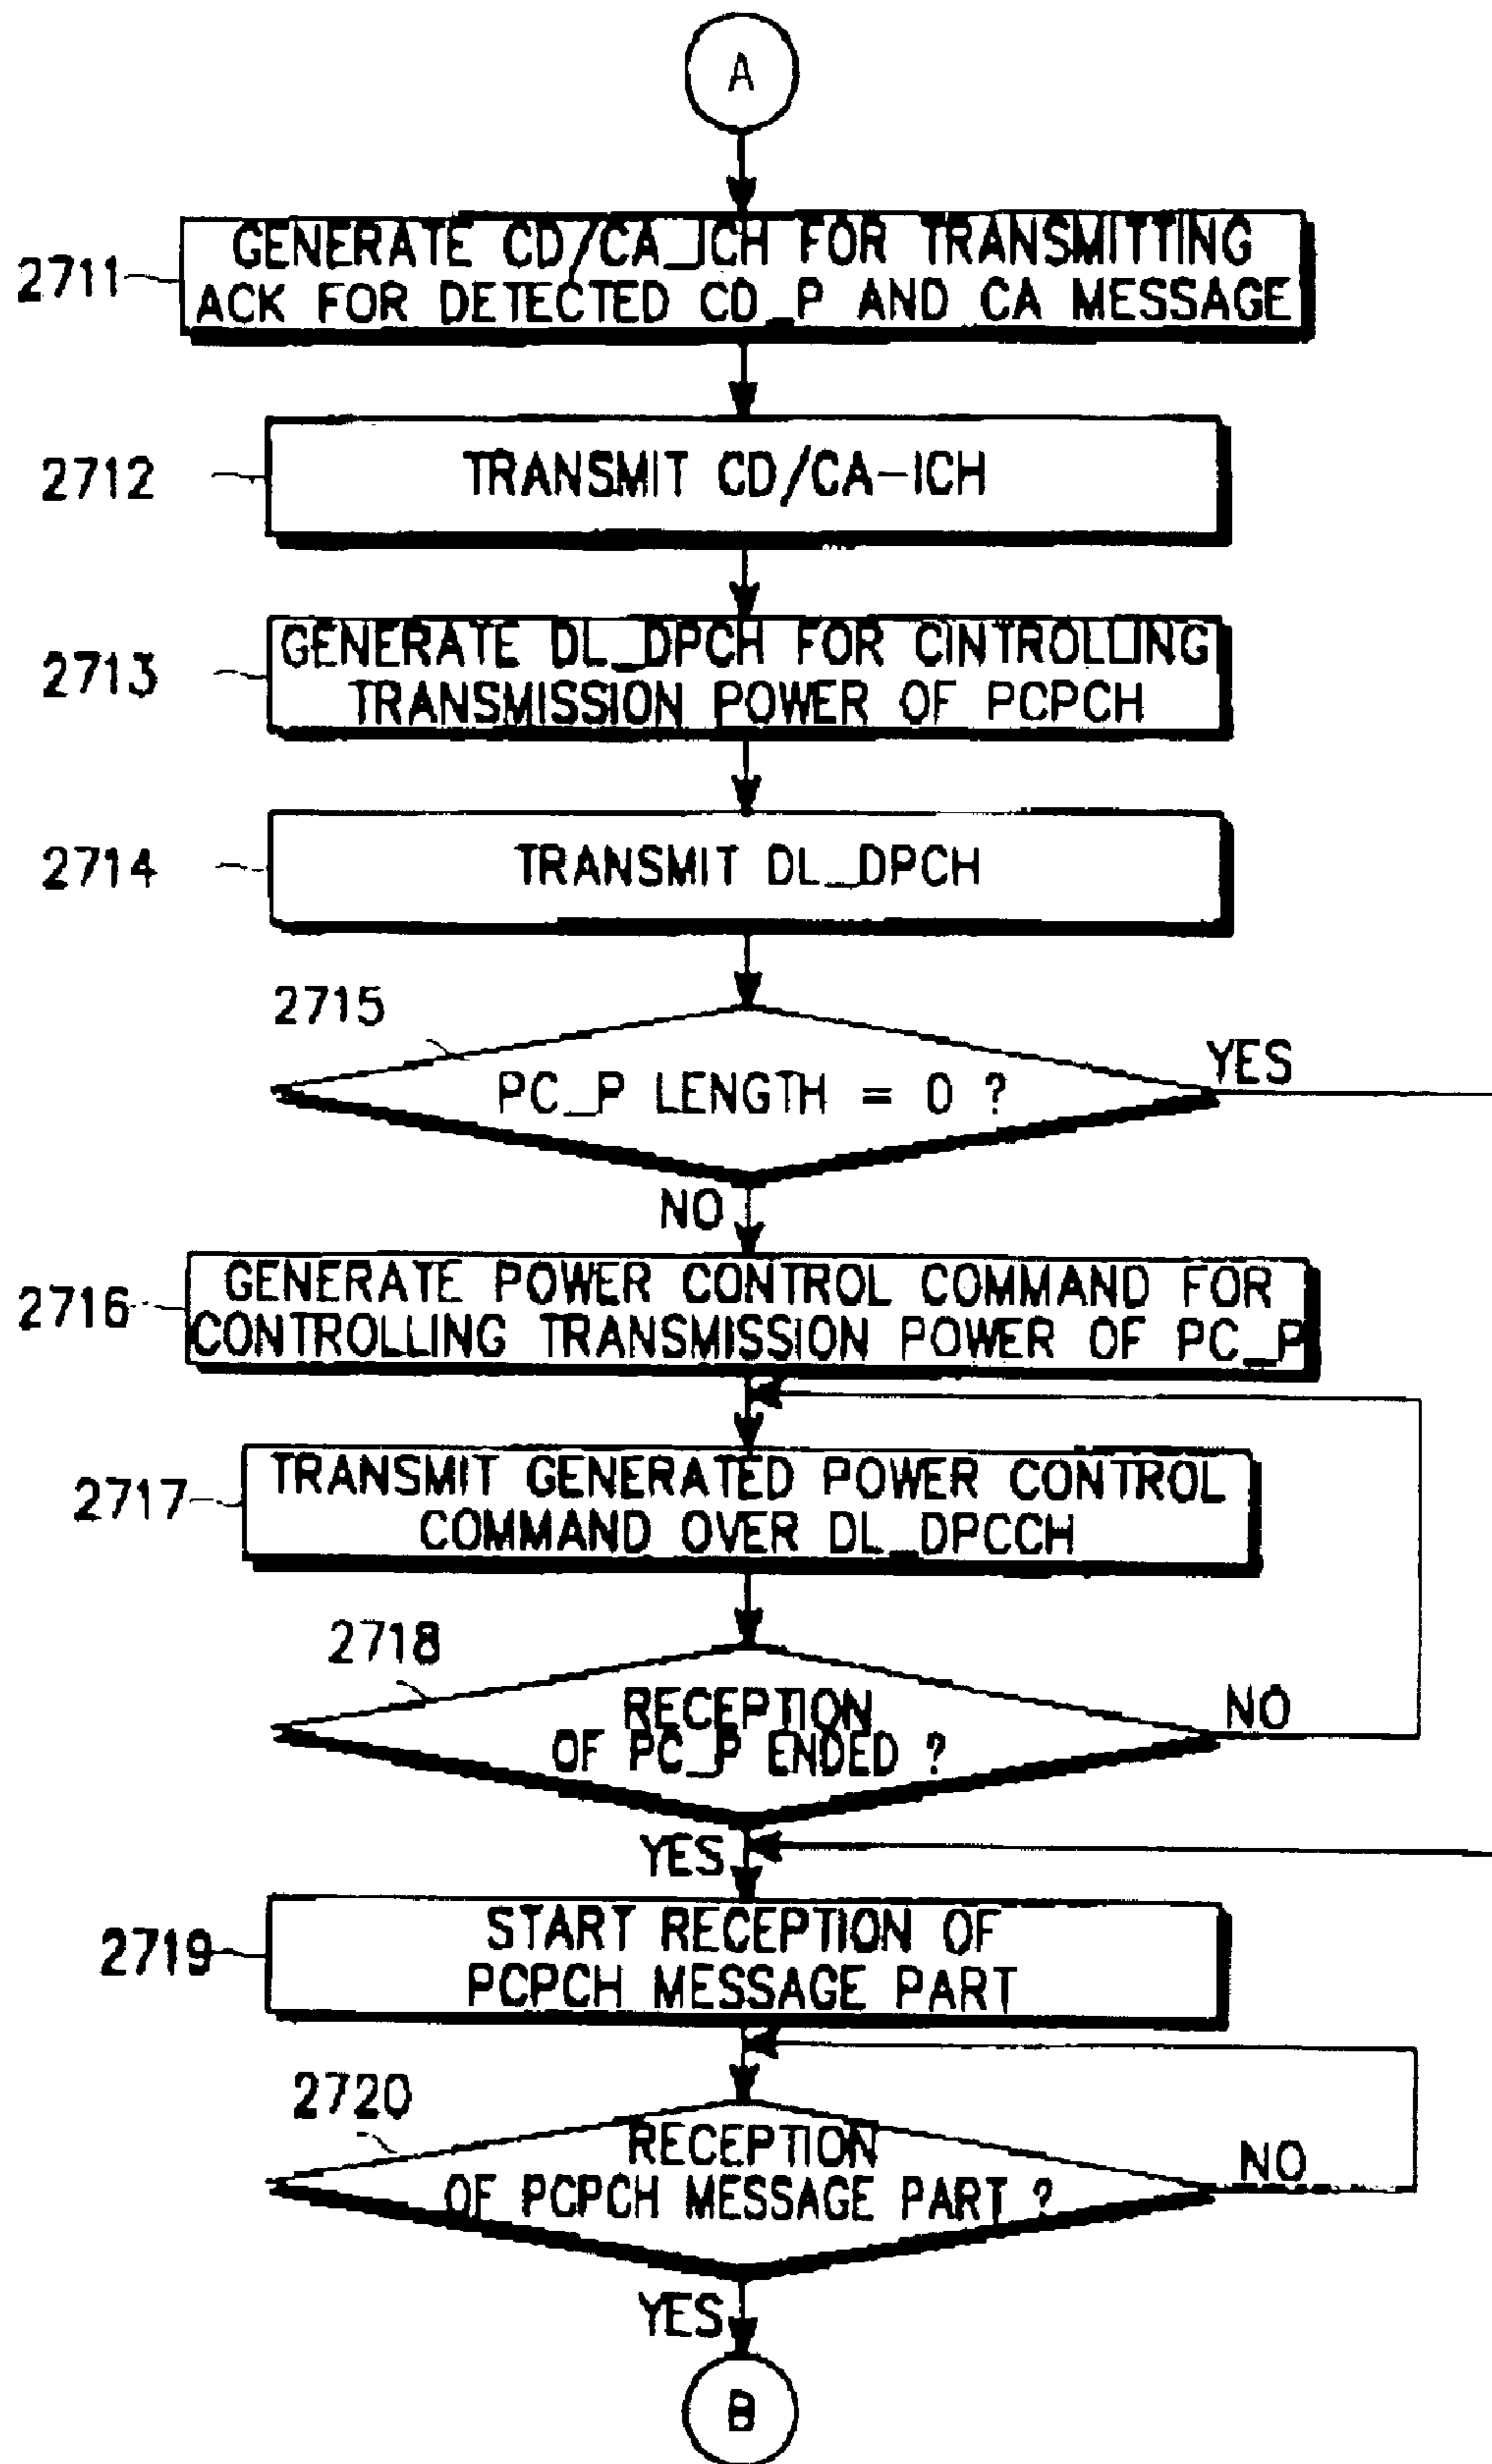 A
2711
GENERATE CD/CA_ICH FOR TRANSMITTING
ACK FOR DETECTED CD_P AND CA MESSAGE
2712
TRANSMIT CD/CA-ICH
2713
GENERATE DL_DPCH FOR CINTROLLING
TRANSMISSION POWER OF PCPCH
2714
TRANSMIT DL_DPCH
2715
PC_P LENGTH = 0 ?
YES
NO
2716
GENERATE POWER CONTROL COMMAND FOR
CONTROLLING TRANSMISSION POWER OF PC_P
2717
TRANSMIT GENERATED POWER CONTROL
COMMAND OVER DL_DPCCH
2718
RECEPTION
OF PC_P ENDED ?
NO
YES
2719
START RECEPTION OF
PCPCH MESSAGE PART
2720
RECEPTION
OF PCPCH MESSAGE PART ?
NO
YES
B